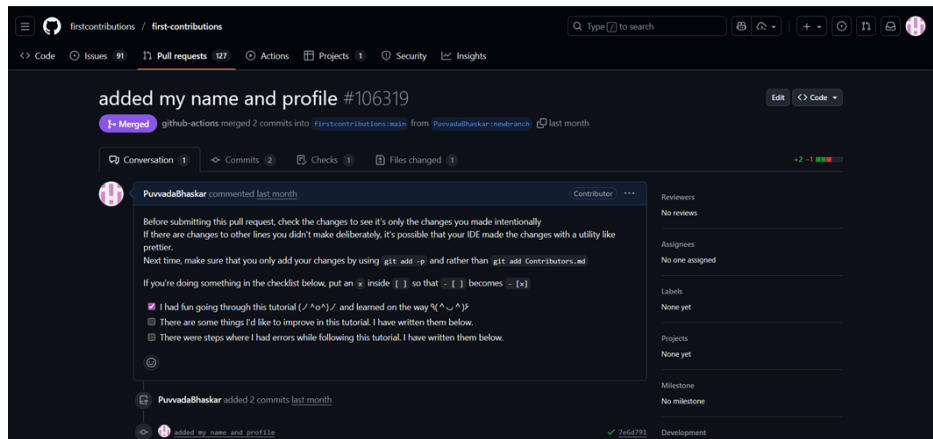 firstcontributions / first-contributions
Type / to search
Code Issues 91 Pull requests 127 Actions Projects 1 Security Insights
added my name and profile #106319
Edit <> Code
Merged github-actions merged 2 commits into firstcontributions:main from PuvvadaBhaskar:newbranch last month
Conversation 1 Commits 2 Checks 1 Files changed 1
+2 −1
PuvvadaBhaskar commented last month
Contributor
Before submitting this pull request, check the changes to see it's only the changes you made intentionally
If there are changes to other lines you didn't make deliberately, it's possible that your IDE made the changes with a utility like
prettier.
Next time, make sure that you only add your changes by using git add -p and rather than git add Contributors.md
If you're doing something in the checklist below, put an x inside [ ] so that - [ ] becomes - [x]
I had fun going through this tutorial (ノ^o^)ノ and learned on the way ٩(^‿^)۶
There are some things I'd like to improve in this tutorial. I have written them below.
There were steps where I had errors while following this tutorial. I have written them below.
PuvvadaBhaskar added 2 commits last month
added my name and profile
7e6d791
Reviewers
No reviews
Assignees
No one assigned
Labels
None yet
Projects
None yet
Milestone
No milestone
Development